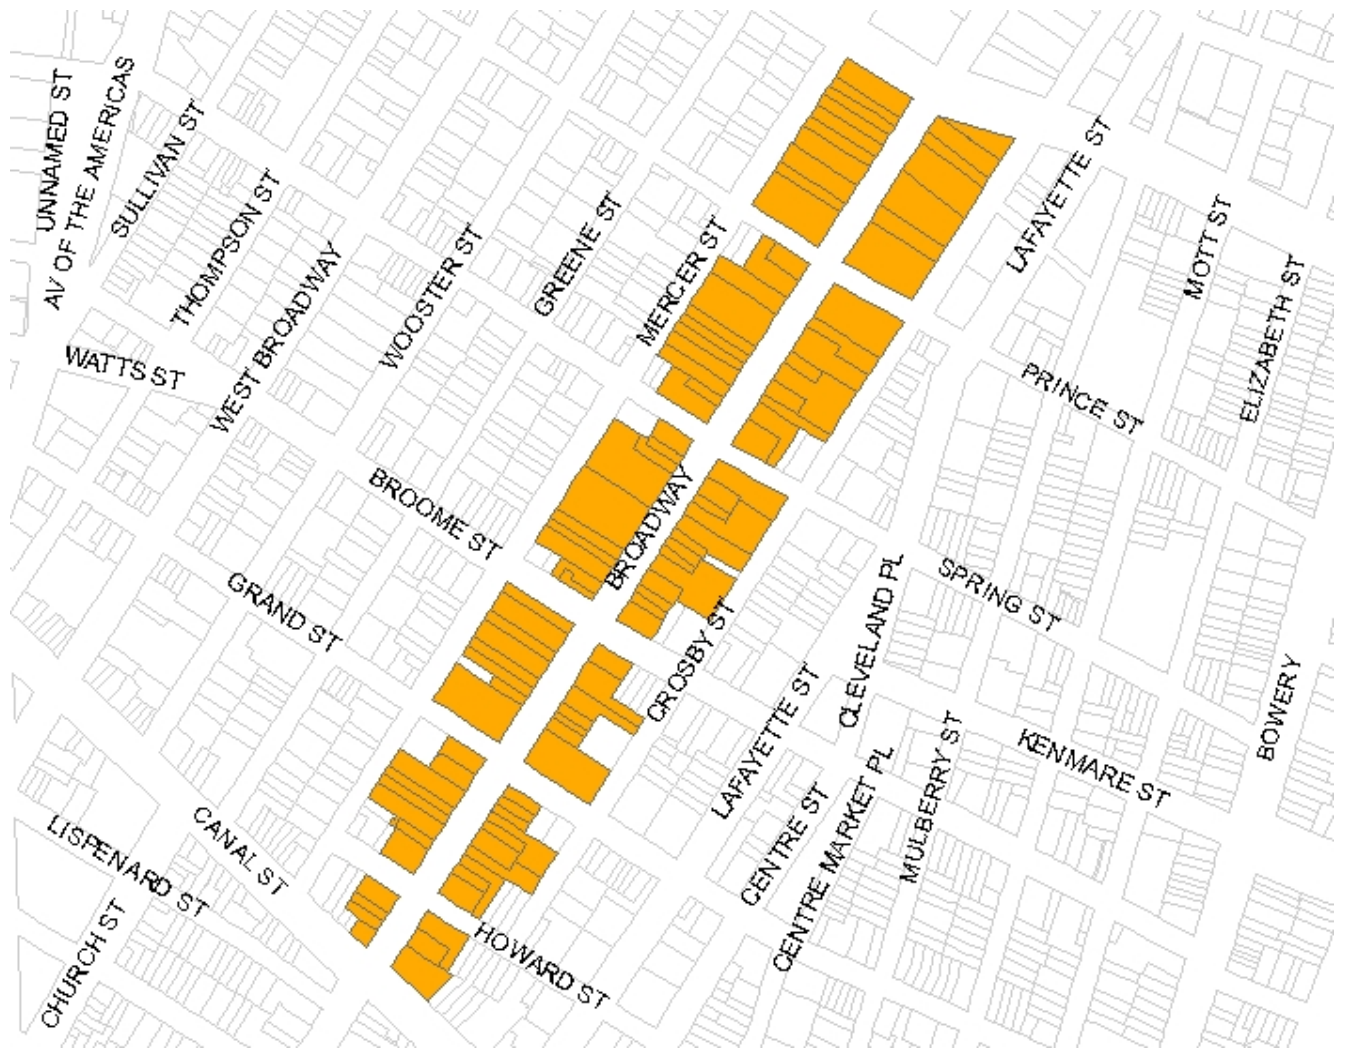 UNNAMED ST
AV OF THE AMERICAS
SULLIVAN ST
THOMPSON ST
WEST BROADWAY
WOOSTER ST
GREENE ST
MERCER ST
LAFAYETTE ST
MOTT ST
ELIZABETH ST
WATTS ST
PRINCE ST
BROOME ST
BROADWAY
GRAND ST
SPRING ST
CLEVELAND PL
CROSBY ST
LAFAYETTE ST
BOWERY
KENMARE ST
MULBERRY ST
CENTRE MARKET PL
CENTRE ST
CANAL ST
LISPENARD ST
CHURCH ST
HOWARD ST